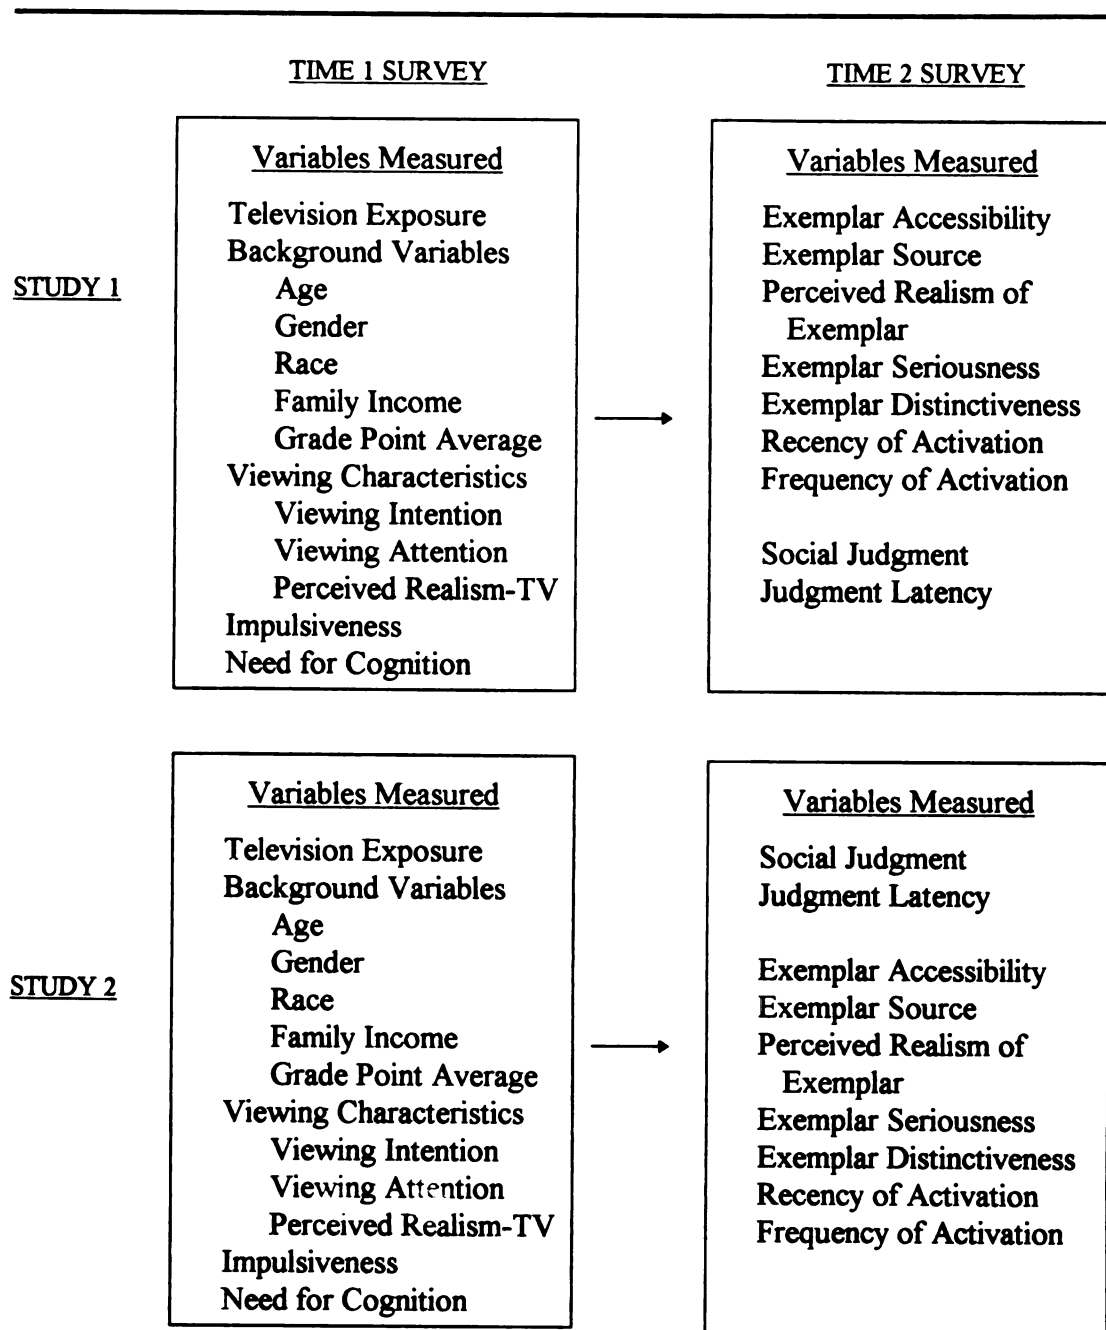 TIME 1 SURVEY
TIME 2 SURVEY
STUDY 1
Variables Measured
Television Exposure
Background Variables
Age
Gender
Race
Family Income
Grade Point Average
Viewing Characteristics
Viewing Intention
Viewing Attention
Perceived Realism-TV
Impulsiveness
Need for Cognition
Variables Measured
Exemplar Accessibility
Exemplar Source
Perceived Realism of
Exemplar
Exemplar Seriousness
Exemplar Distinctiveness
Recency of Activation
Frequency of Activation
Social Judgment
Judgment Latency
STUDY 2
Variables Measured
Television Exposure
Background Variables
Age
Gender
Race
Family Income
Grade Point Average
Viewing Characteristics
Viewing Intention
Viewing Attention
Perceived Realism-TV
Impulsiveness
Need for Cognition
Variables Measured
Social Judgment
Judgment Latency
Exemplar Accessibility
Exemplar Source
Perceived Realism of
Exemplar
Exemplar Seriousness
Exemplar Distinctiveness
Recency of Activation
Frequency of Activation